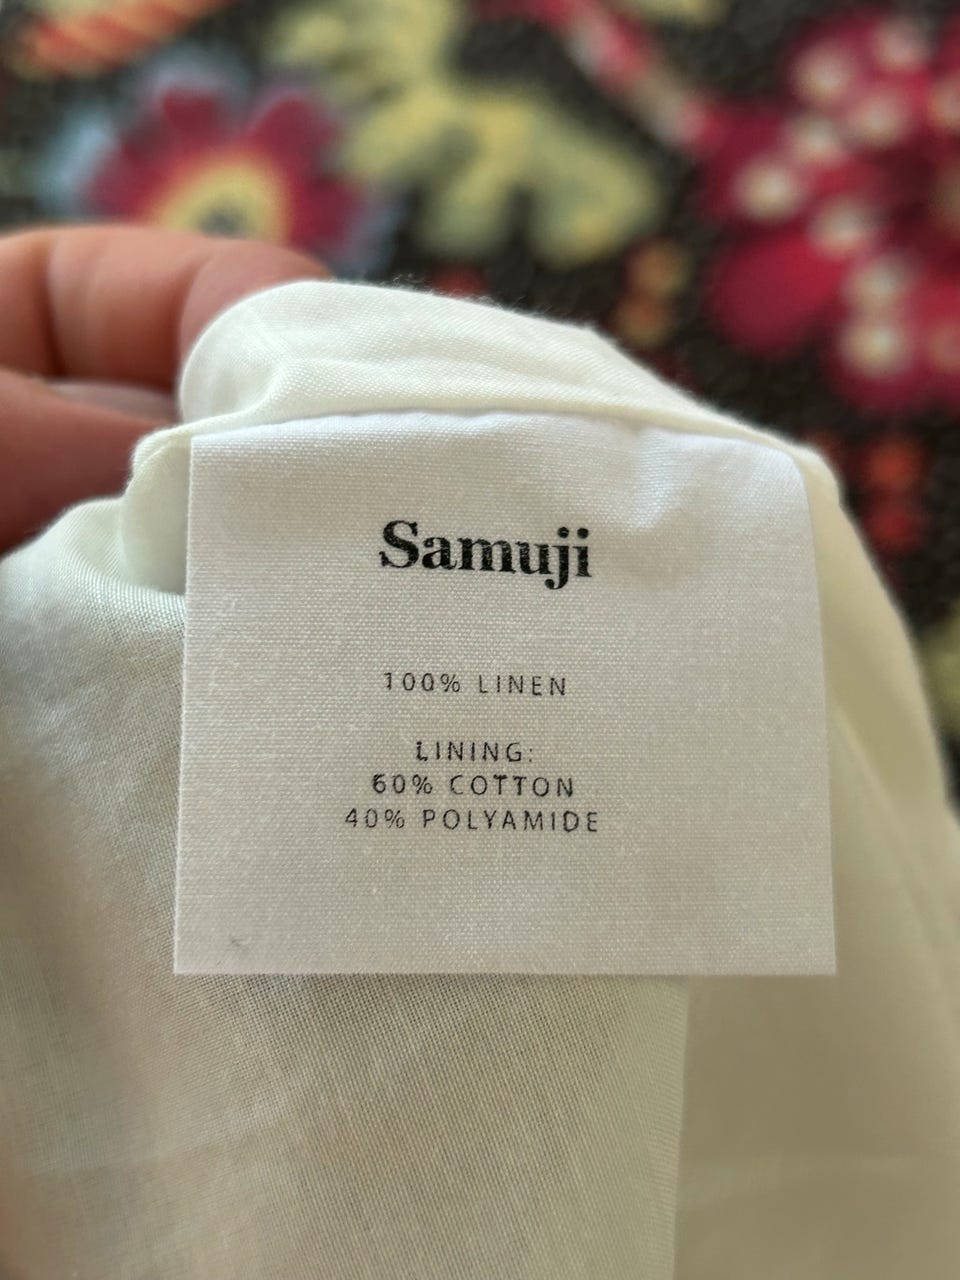 Samuji
100% LINEN
LINING:
60% COTTON
40% POLYAMIDE